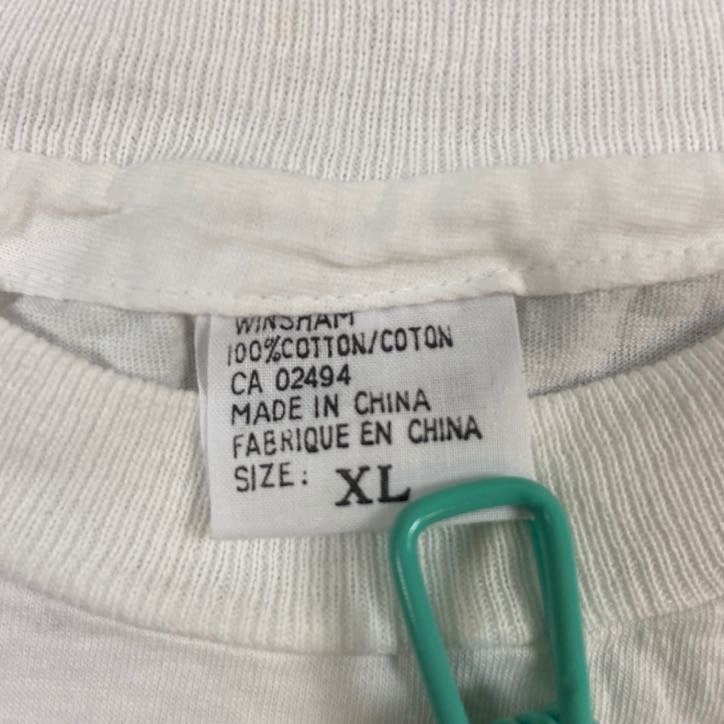 WINSHAM
100%COTTON/COTON
CA 02494
MADE IN CHINA
FABRIQUE EN CHINA
SIZE: XL